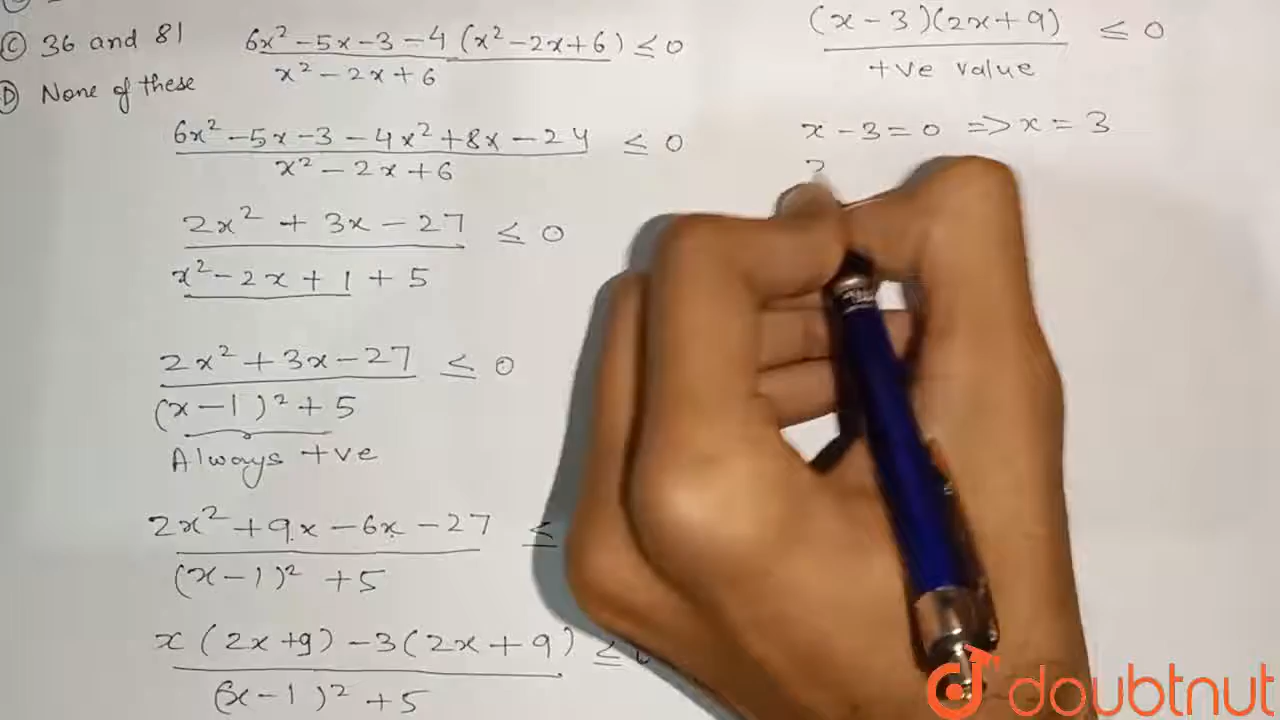 C 36 and 81
D None of these
6x² - 5x - 3 - 4 (x² - 2x + 6) ≤ 0
x² - 2x + 6
6x² - 5x - 3 - 4x² + 8x - 24 ≤ 0
x² - 2x + 6
2x² + 3x - 27 ≤ 0
x² - 2x + 1 + 5
2x² + 3x - 27 ≤ 0
(x - 1)² + 5
Always +ve
2x² + 9x - 6x - 27 ≤
(x - 1)² + 5
x (2x + 9) - 3 (2x + 9) ≤
(x - 1)² + 5
(x - 3)(2x + 9) ≤ 0
+ve value
x - 3 = 0 => x = 3
doubtnut